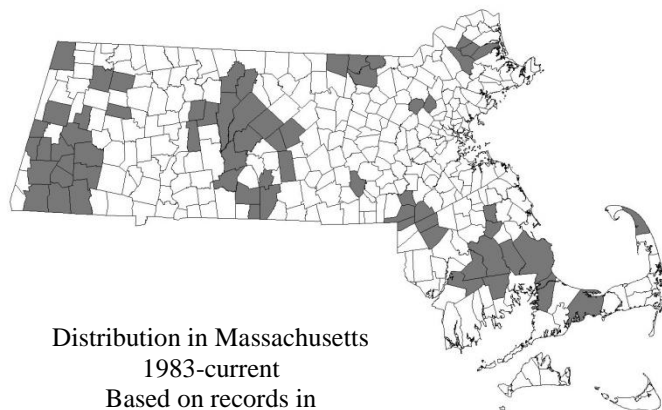 Distribution in Massachusetts
1983-current
Based on records in